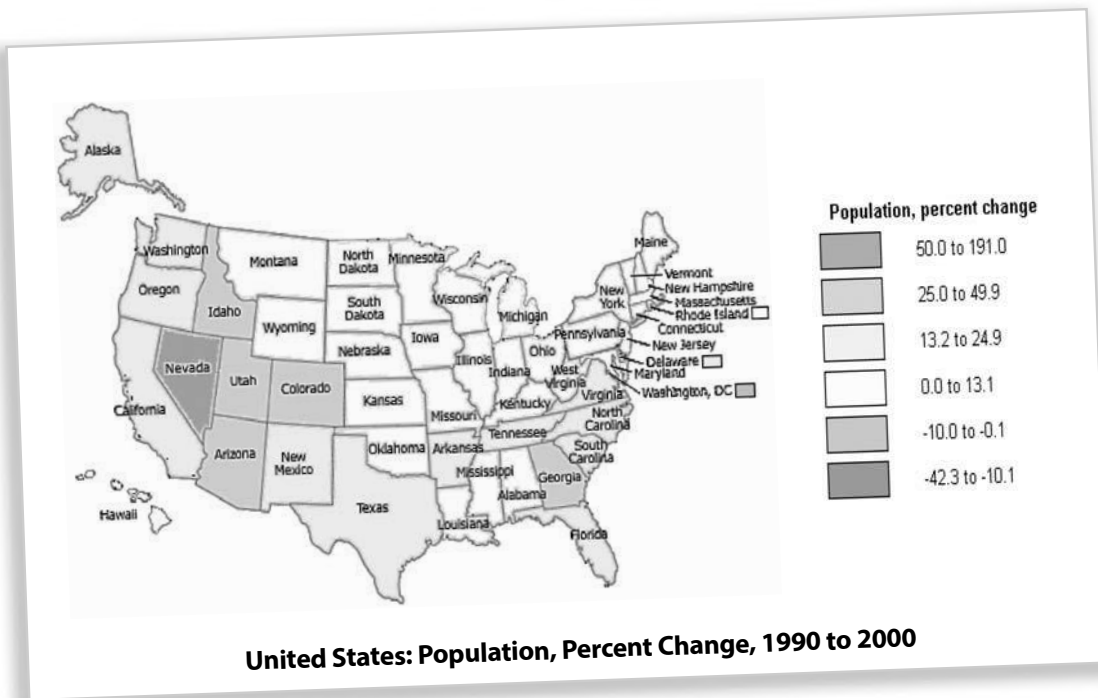 Alaska
Washington
Montana
North
Dakota
Minnesota
Maine
Oregon
Idaho
Wyoming
South
Dakota
Wisconsin
Michigan
New
York
Vermont
New Hampshire
Massachusetts
Rhode Island
Connecticut
Nevada
Utah
Colorado
Nebraska
Iowa
Illinois
Indiana
Ohio
Pennsylvania
New Jersey
Delaware
Maryland
Washington, DC
West
Virginia
Virginia
California
Kansas
Missouri
Kentucky
North
Carolina
Tennessee
Arizona
New
Mexico
Oklahoma
Arkansas
South
Carolina
Mississippi
Alabama
Georgia
Texas
Louisiana
Florida
Hawaii
Population, percent change
50.0 to 191.0
25.0 to 49.9
13.2 to 24.9
0.0 to 13.1
-10.0 to -0.1
-42.3 to -10.1
United States: Population, Percent Change, 1990 to 2000